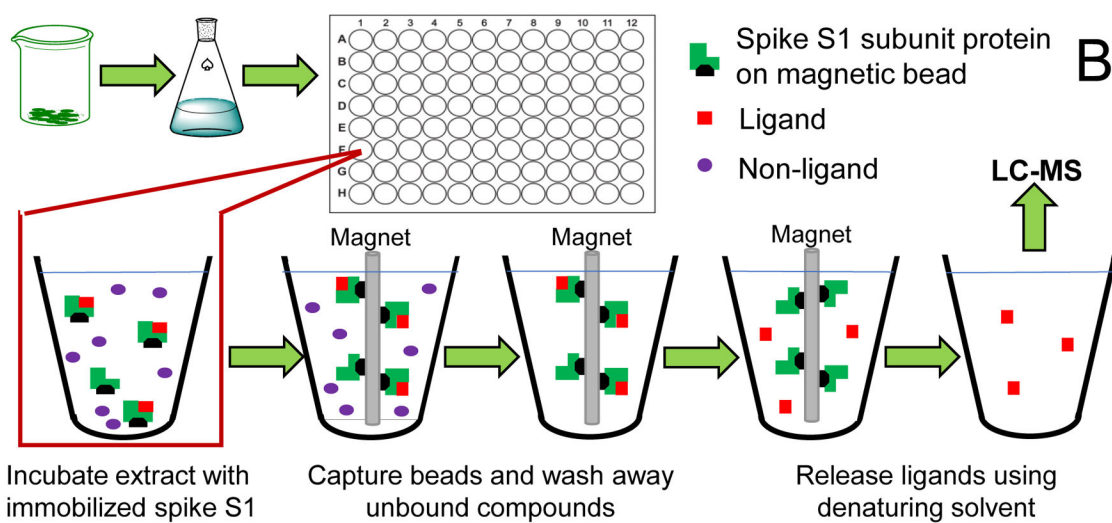 1 2 3 4 5 6 7 8 9 10 11 12
A
B
C
D
E
F
G
H
Spike S1 subunit protein
on magnetic bead
B
Ligand
Non-ligand
LC-MS
Magnet
Magnet
Magnet
Incubate extract with
immobilized spike S1
Capture beads and wash away
unbound compounds
Release ligands using
denaturing solvent